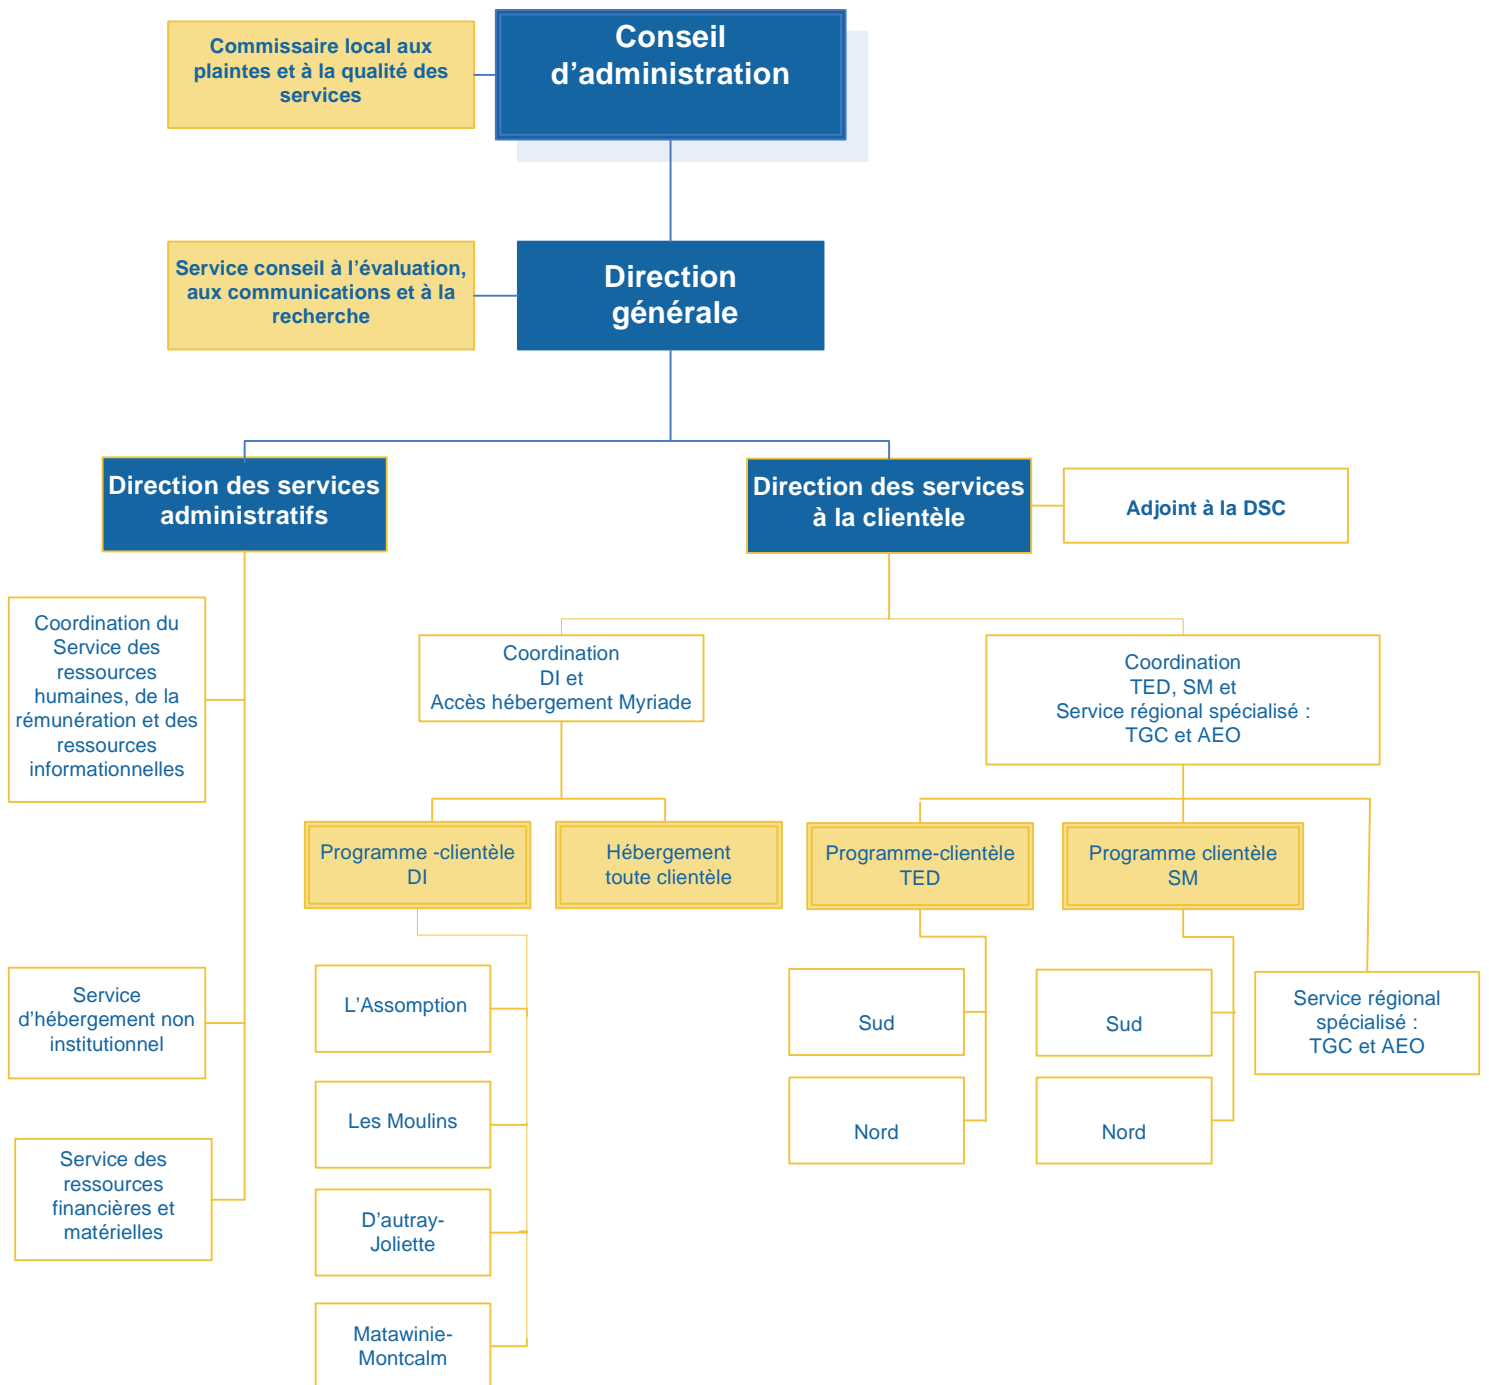 Commissaire local aux
plaintes et à la qualité des
services
Conseil
d'administration
Service conseil à l'évaluation,
aux communications et à la
recherche
Direction
générale
Direction des services
administratifs
Direction des services
à la clientèle
Adjoint à la DSC
Coordination du
Service des
ressources
humaines, de la
rémunération et des
ressources
informationnelles
Coordination
DI et
Accès hébergement Myriade
Coordination
TED, SM et
Service régional spécialisé :
TGC et AEO
Programme -clientèle
DI
Hébergement
toute clientèle
Programme-clientèle
TED
Programme clientèle
SM
Service
d'hébergement non
institutionnel
L'Assomption
Sud
Sud
Service régional
spécialisé :
TGC et AEO
Les Moulins
Nord
Nord
Service des
ressources
financières et
matérielles
D'autray-
Joliette
Matawinie-
Montcalm